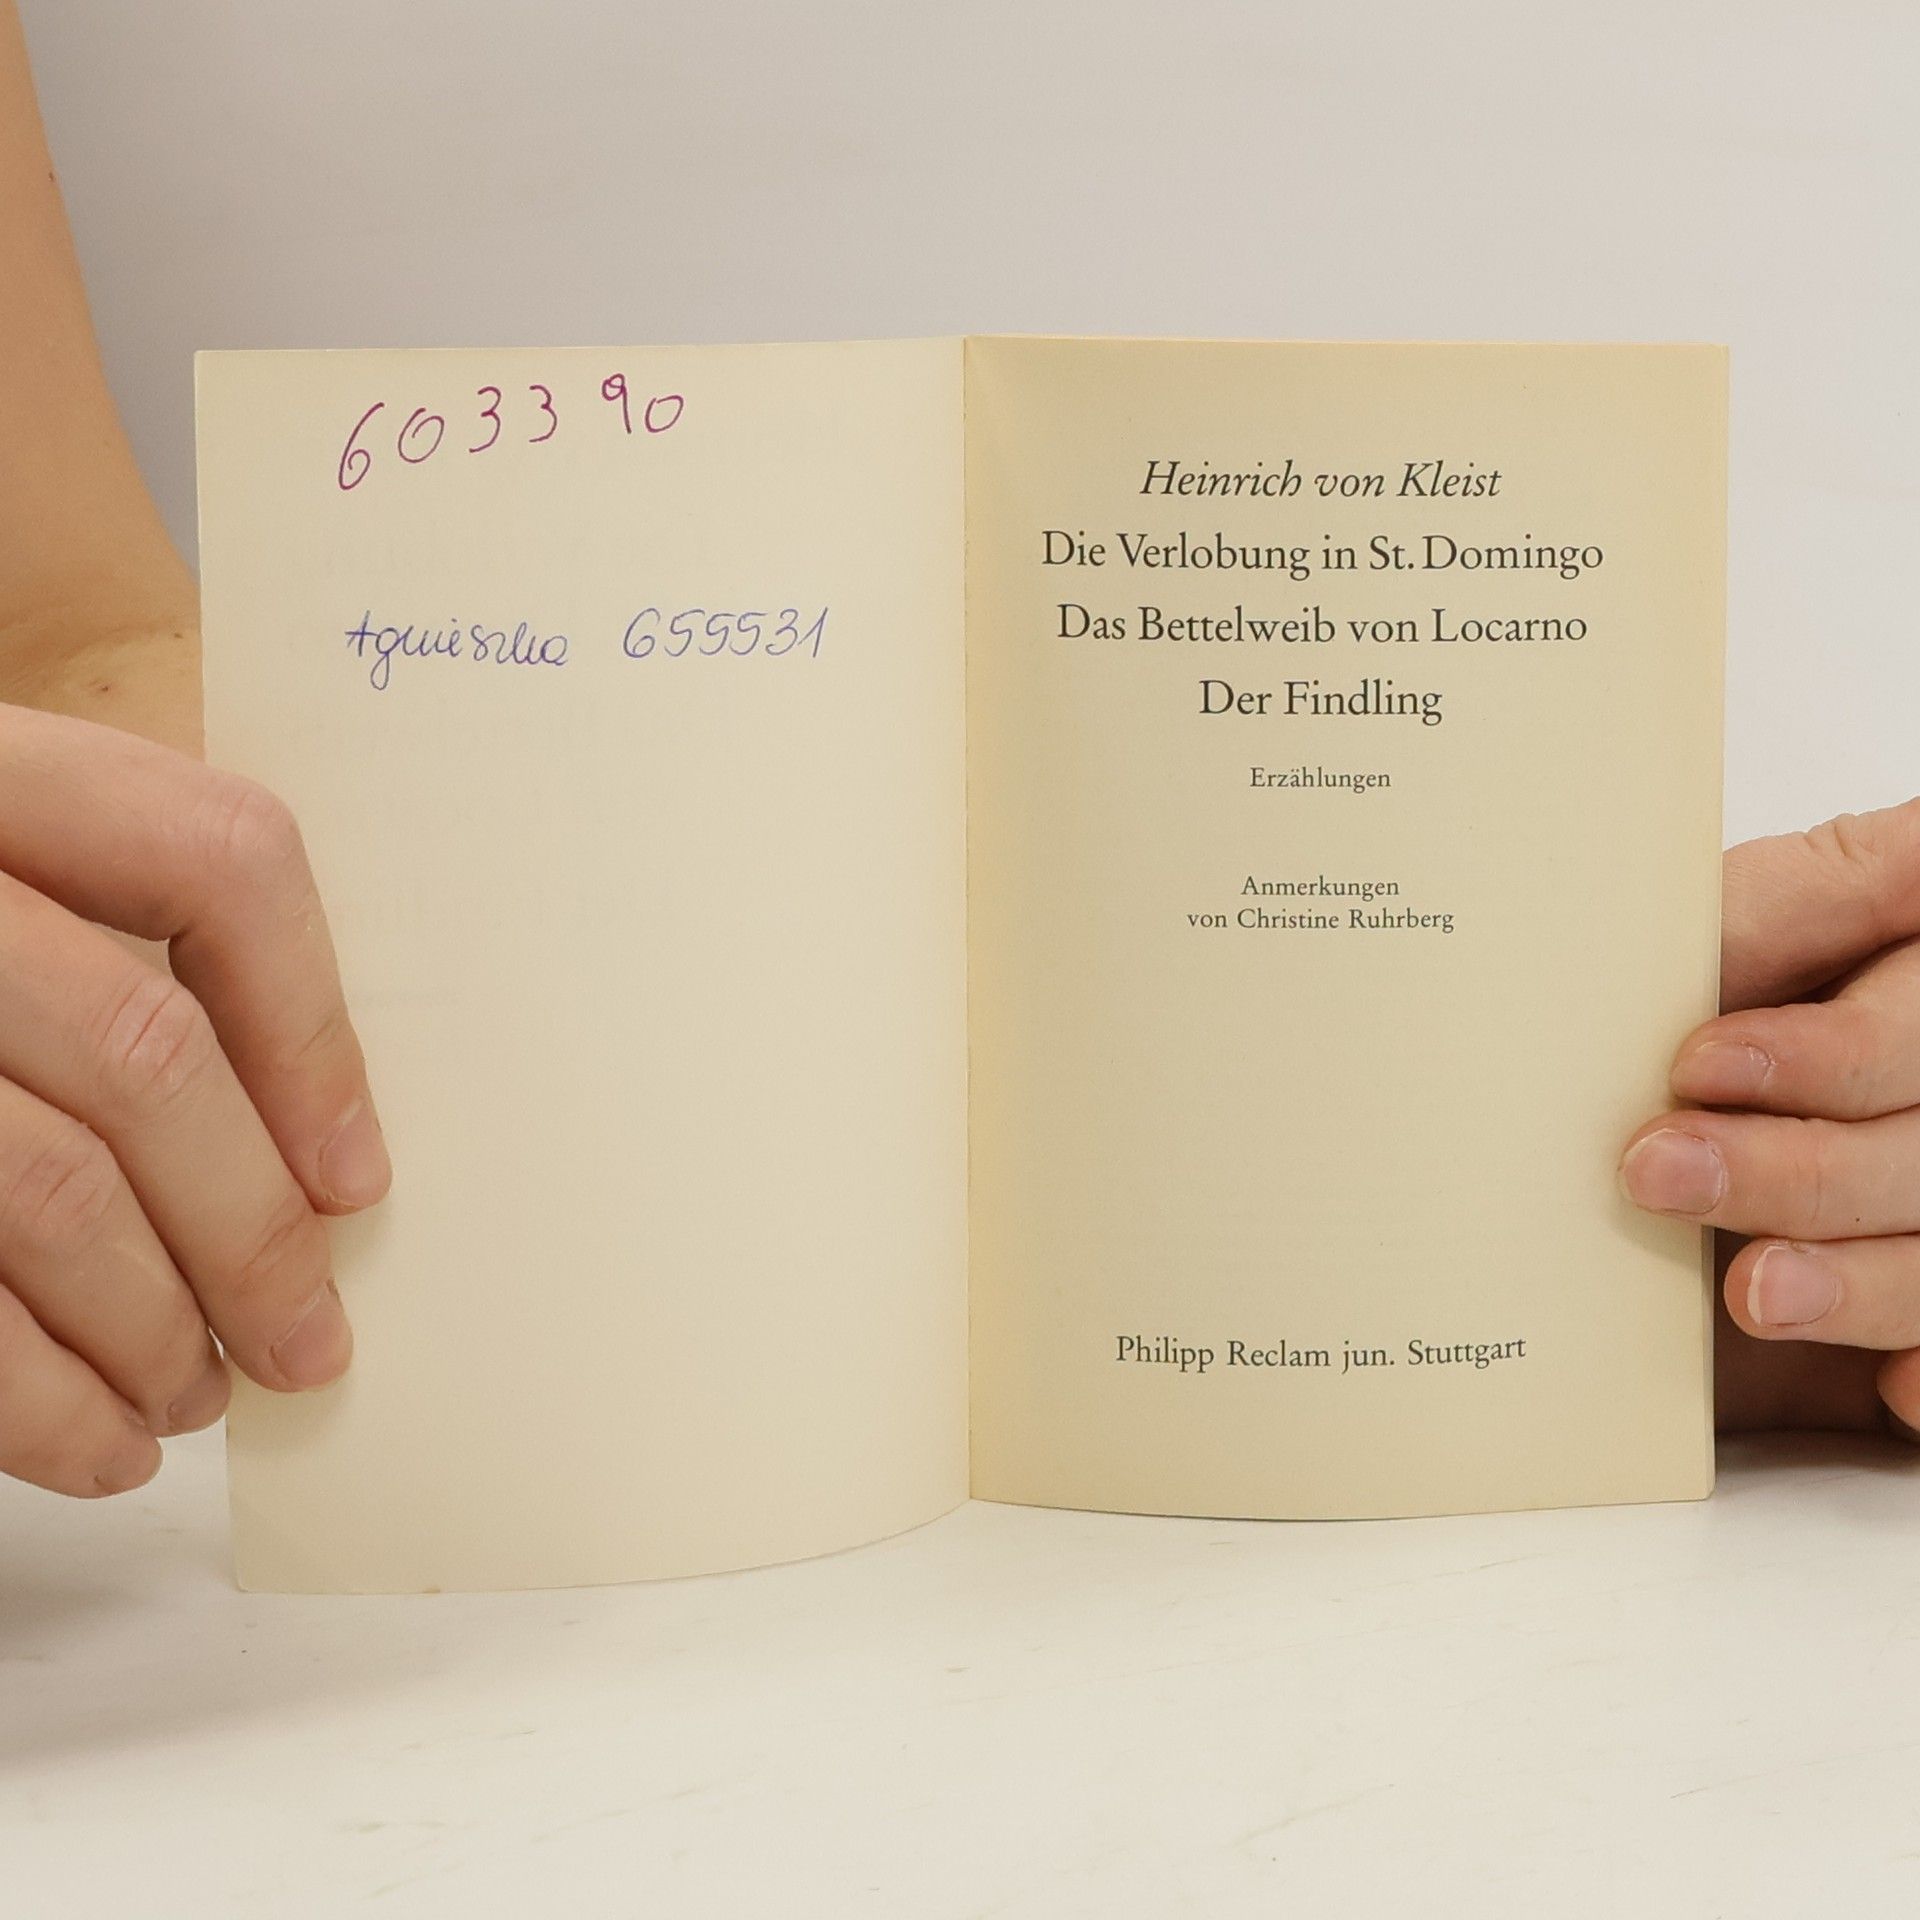 603390
Agnieszka 655531
Heinrich von Kleist
Die Verlobung in St. Domingo
Das Bettelweib von Locarno
Der Findling
Erzählungen
Anmerkungen
von Christine Ruhrberg
Philipp Reclam jun. Stuttgart